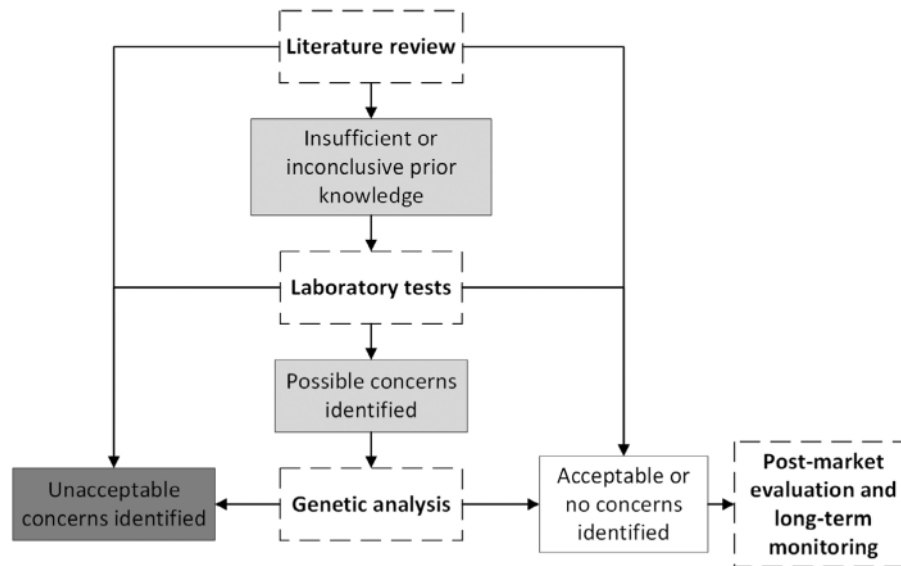 Literature review
Insufficient or
inconclusive prior
knowledge
Laboratory tests
Possible concerns
identified
Unacceptable
concerns identified
Genetic analysis
Acceptable or
no concerns
identified
Post-market
evaluation and
long-term
monitoring